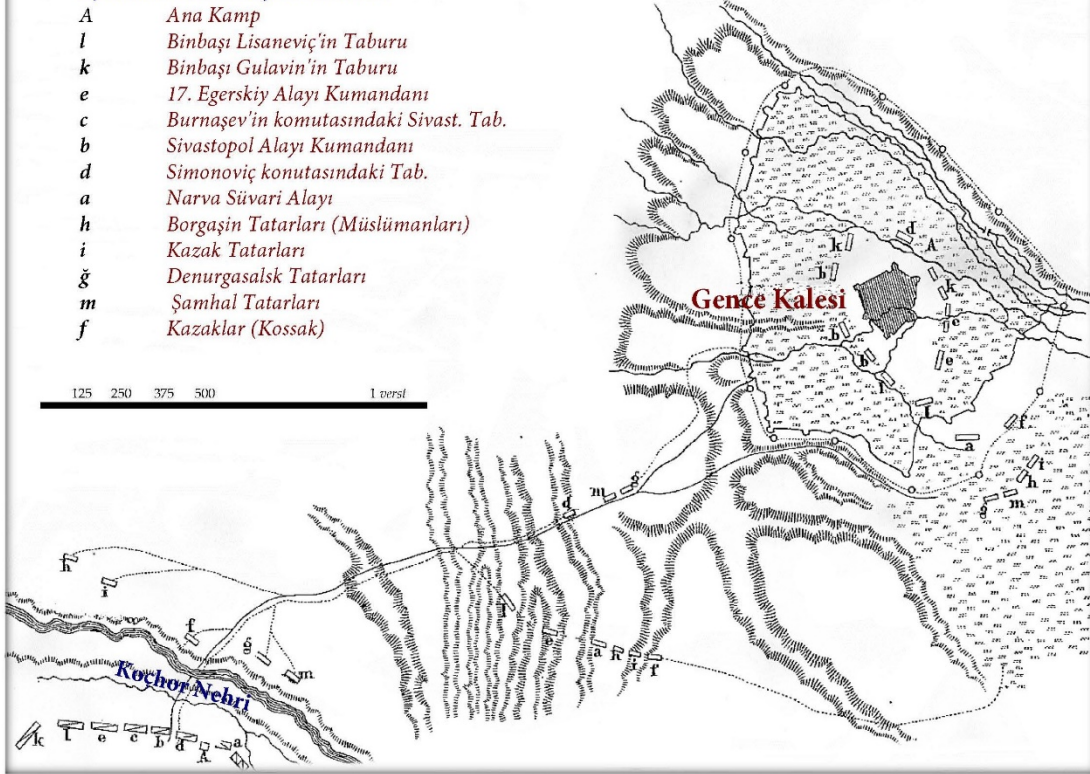 A Ana Kamp
l Binbaşı Lisaneviç'in Taburu
k Binbaşı Gulavin'in Taburu
e 17. Egerskiy Alayı Kumandanı
c Burnaşev'in komutasındaki Sivast. Tab.
b Sivastopol Alayı Kumandanı
d Simonoviç konutasındaki Tab.
a Narva Süvari Alayı
h Borgaşin Tatarları (Müslümanları)
i Kazak Tatarları
ğ Denurgasalsk Tatarları
m Şamhal Tatarları
f Kazaklar (Kossak)
125 250 375 500 1 verst
k d A
b k
Gence Kalesi
b e
b l e
l f
a i
h
m
m
d
h
i
f
a h i f
m
Koçhor Nehri
k l e c b d A a